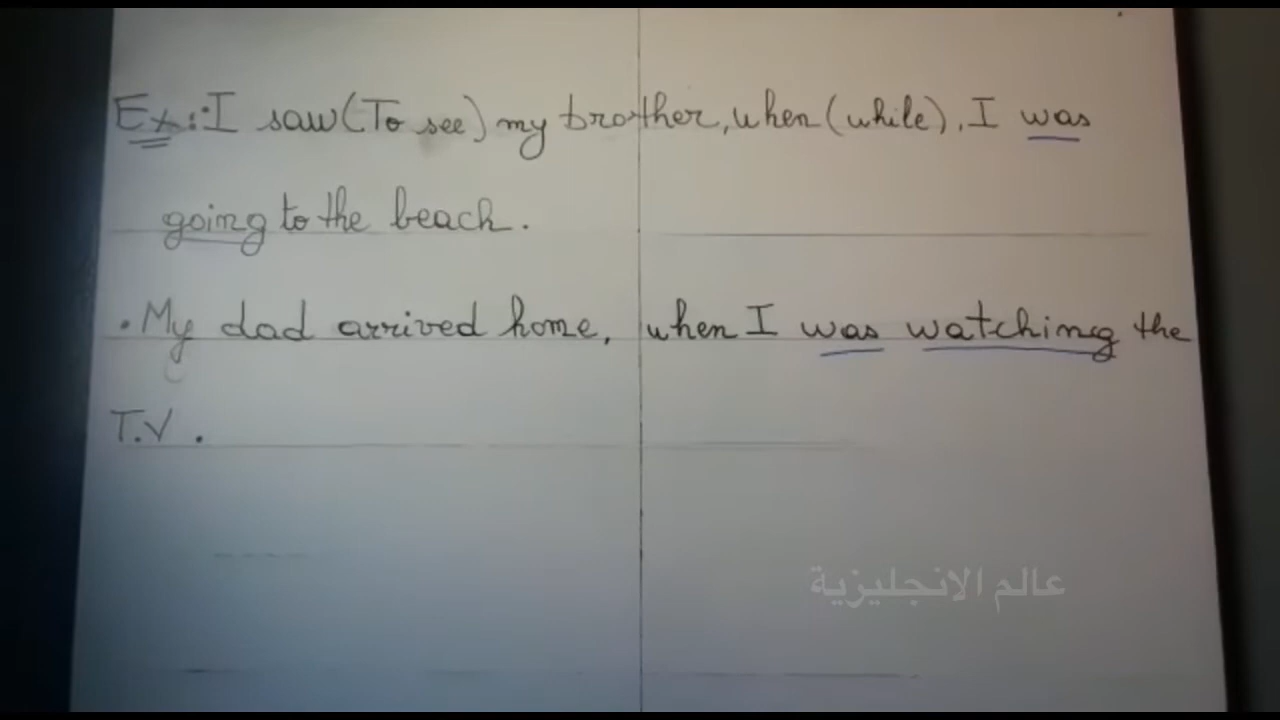 Ex: I saw (To see) my brother, when (while), I was
going to the beach.
. My dad arrived home, when I was watching the
T.V .
عالم الانجليزية